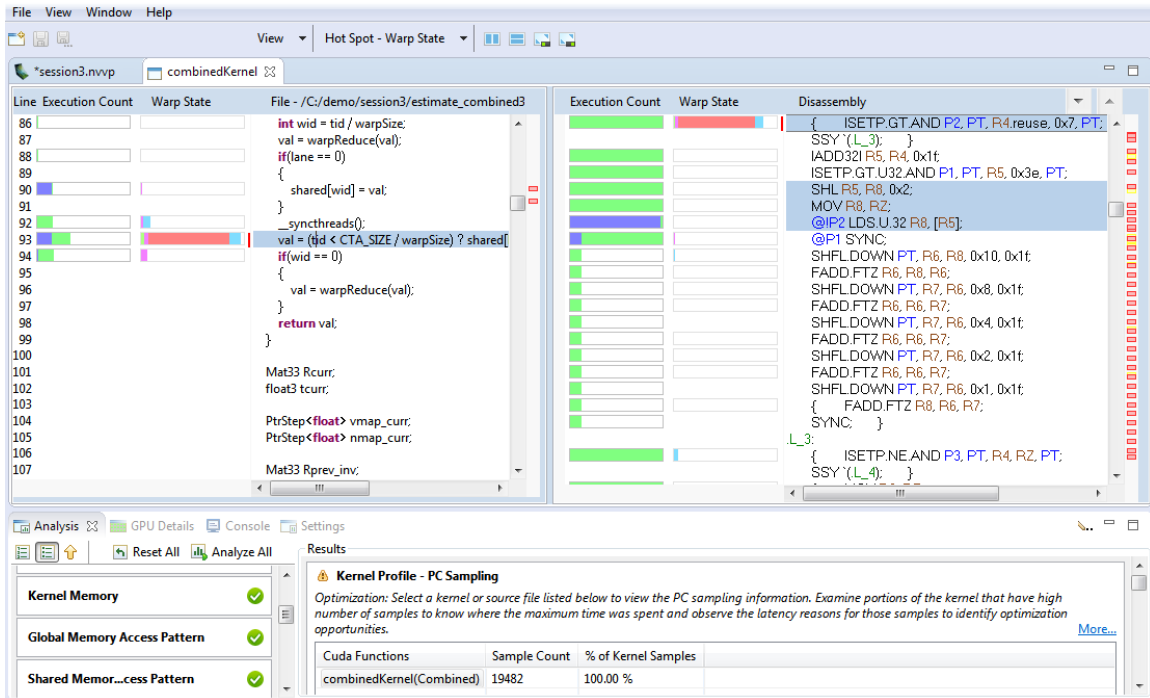 File View Window Help
View Hot Spot - Warp State
*session3.nvvp combinedKernel
Line Execution Count Warp State File - /C:/demo/session3/estimate_combined3
86 int wid = tid / warpSize;
87 val = warpReduce(val);
88 if(lane == 0)
89 {
90 shared[wid] = val;
91 }
92 __syncthreads();
93 val = (tid < CTA_SIZE / warpSize) ? shared[
94 if(wid == 0)
95 {
96 val = warpReduce(val);
97 }
98 return val;
99 }
100
101 Mat33 Rcurr;
102 float3 tcurr;
103
104 PtrStep<float> vmap_curr;
105 PtrStep<float> nmap_curr;
106
107 Mat33 Rprev_inv;
Execution Count Warp State Disassembly
{ ISETP.GT.AND P2, PT, R4.reuse, 0x7, PT;
SSY `(.L_3); }
IADD32I R5, R4, 0x1f;
ISETP.GT.U32.AND P1, PT, R5, 0x3e, PT;
SHL R5, R8, 0x2;
MOV R8, RZ;
@!P2 LDS.U.32 R8, [R5];
@P1 SYNC;
SHFL.DOWN PT, R6, R8, 0x10, 0x1f;
FADD.FTZ R6, R8, R6;
SHFL.DOWN PT, R7, R6, 0x8, 0x1f;
FADD.FTZ R6, R6, R7;
SHFL.DOWN PT, R7, R6, 0x4, 0x1f;
FADD.FTZ R6, R6, R7;
SHFL.DOWN PT, R7, R6, 0x2, 0x1f;
FADD.FTZ R6, R6, R7;
SHFL.DOWN PT, R7, R6, 0x1, 0x1f;
{ FADD.FTZ R8, R6, R7;
SYNC; }
.L_3:
{ ISETP.NE.AND P3, PT, R4, RZ, PT;
SSY `(.L_4); }
Analysis GPU Details Console Settings
Reset All Analyze All
Kernel Memory
Global Memory Access Pattern
Shared Memor...cess Pattern
Results
Kernel Profile - PC Sampling
Optimization: Select a kernel or source file listed below to view the PC sampling information. Examine portions of the kernel that have high
number of samples to know where the maximum time was spent and observe the latency reasons for those samples to identify optimization
opportunities.
More...
Cuda Functions Sample Count % of Kernel Samples
combinedKernel(Combined) 19482 100.00 %